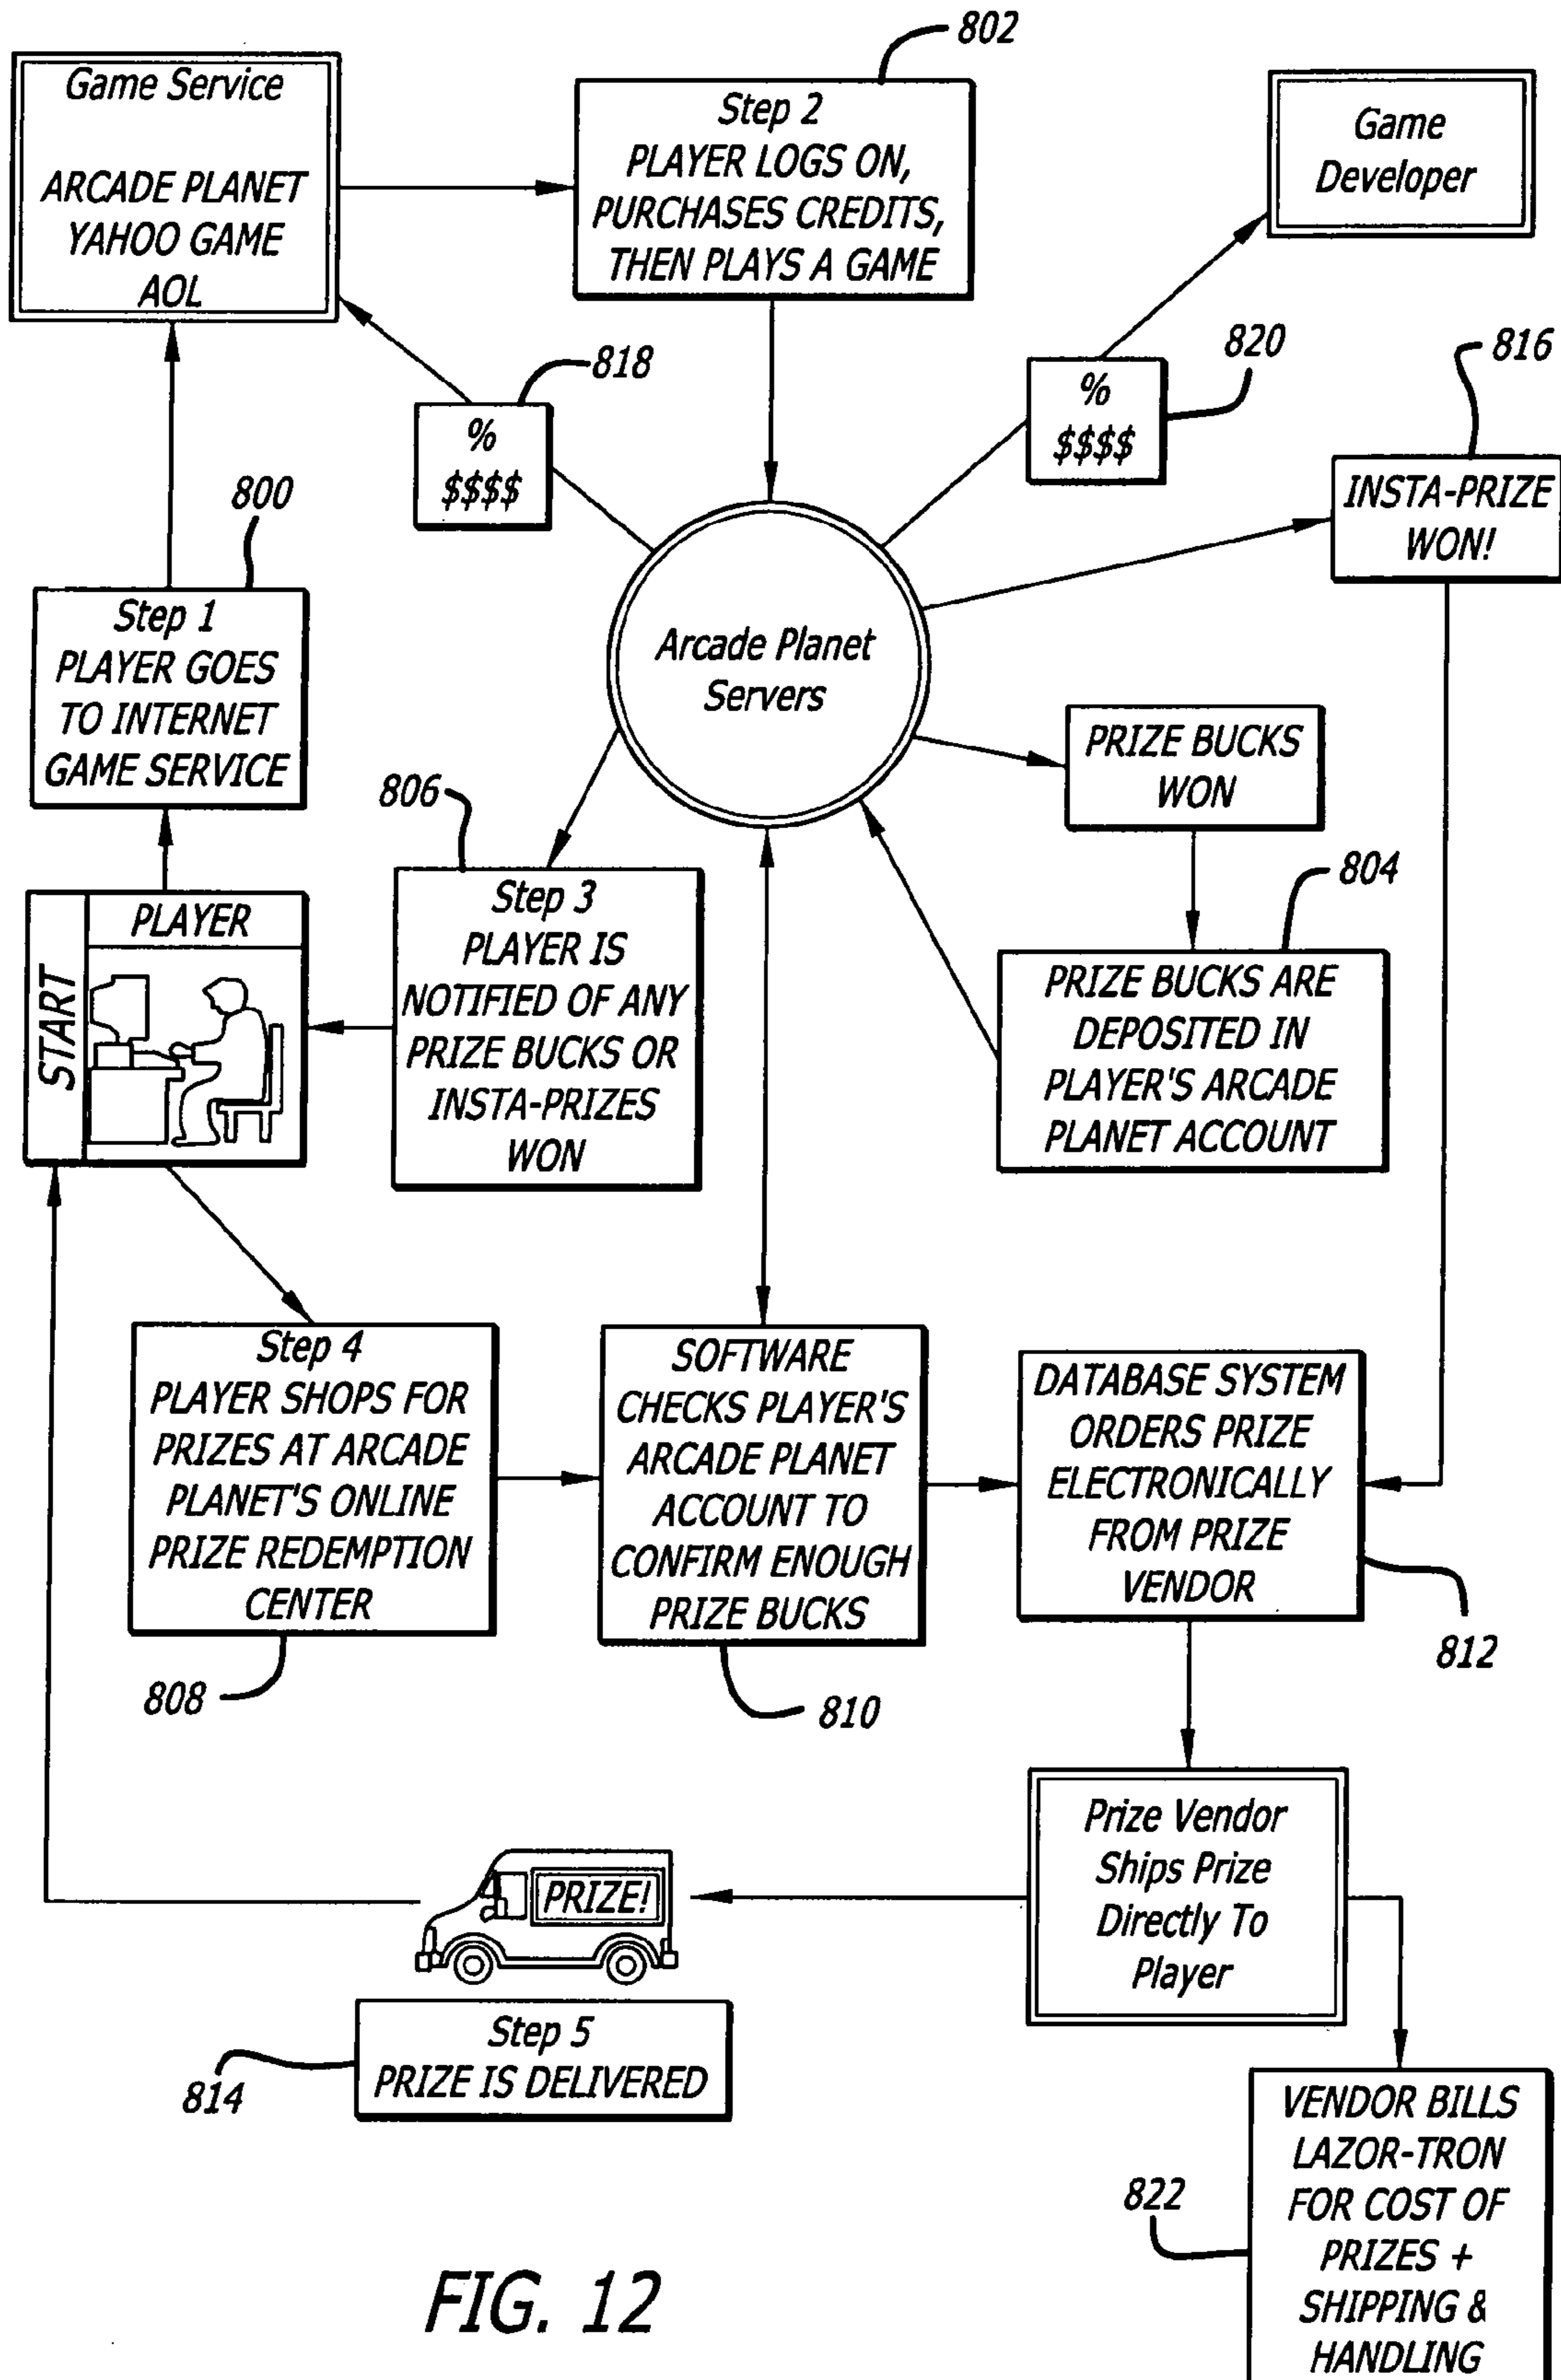 802
Game Service
ARCADE PLANET
YAHOO GAME
AOL
Step 2
PLAYER LOGS ON,
PURCHASES CREDITS,
THEN PLAYS A GAME
Game
Developer
818
%
$$$$
820
%
$$$$
816
INSTA-PRIZE
WON!
800
Step 1
PLAYER GOES
TO INTERNET
GAME SERVICE
Arcade Planet
Servers
PRIZE BUCKS
WON
806
Step 3
PLAYER IS
NOTIFIED OF ANY
PRIZE BUCKS OR
INSTA-PRIZES
WON
804
PRIZE BUCKS ARE
DEPOSITED IN
PLAYER'S ARCADE
PLANET ACCOUNT
START
PLAYER
Step 4
PLAYER SHOPS FOR
PRIZES AT ARCADE
PLANET'S ONLINE
PRIZE REDEMPTION
CENTER
808
SOFTWARE
CHECKS PLAYER'S
ARCADE PLANET
ACCOUNT TO
CONFIRM ENOUGH
PRIZE BUCKS
810
DATABASE SYSTEM
ORDERS PRIZE
ELECTRONICALLY
FROM PRIZE
VENDOR
812
Prize Vendor
Ships Prize
Directly To
Player
PRIZE!
Step 5
PRIZE IS DELIVERED
814
VENDOR BILLS
LAZOR-TRON
FOR COST OF
PRIZES +
SHIPPING &
HANDLING
822
FIG. 12